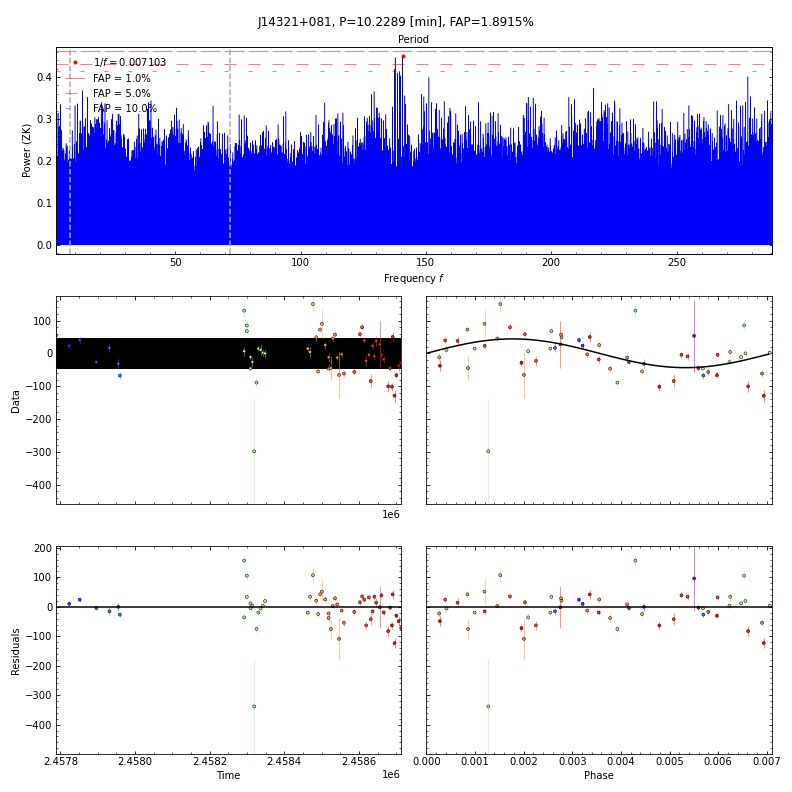 J14321+081, P=10.2289 [min], FAP=1.8915%
Period
1/f = 0.007103
FAP = 1.0%
FAP = 5.0%
FAP = 10.0%
Power (ZK)
0.4
0.3
0.2
0.1
0.0
50 100 150 200 250
Frequency f
Data
100
0
−100
−200
−300
−400
1e6
Residuals
200
100
0
−100
−200
−300
−400
2.4578 2.4580 2.4582 2.4584 2.4586
1e6
Time
0.000 0.001 0.002 0.003 0.004 0.005 0.006 0.007
Phase